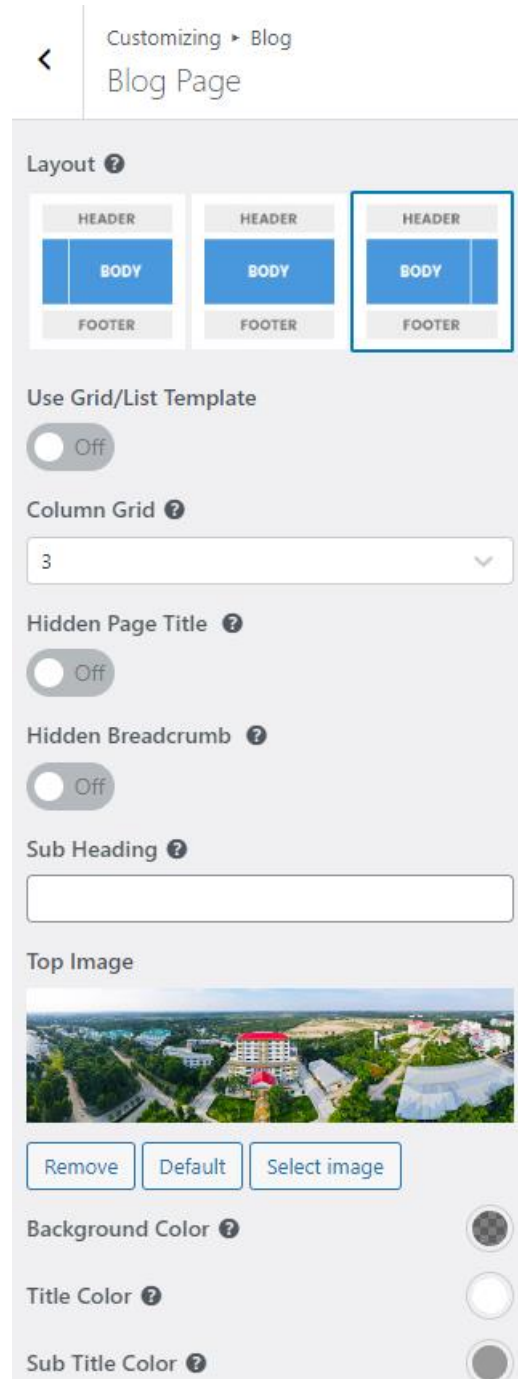 Customizing ▸ Blog
Blog Page
Layout
HEADER HEADER HEADER
BODY BODY BODY
FOOTER FOOTER FOOTER
Use Grid/List Template
Off
Column Grid
3
Hidden Page Title
Off
Hidden Breadcrumb
Off
Sub Heading
Top Image
Remove Default Select image
Background Color
Title Color
Sub Title Color